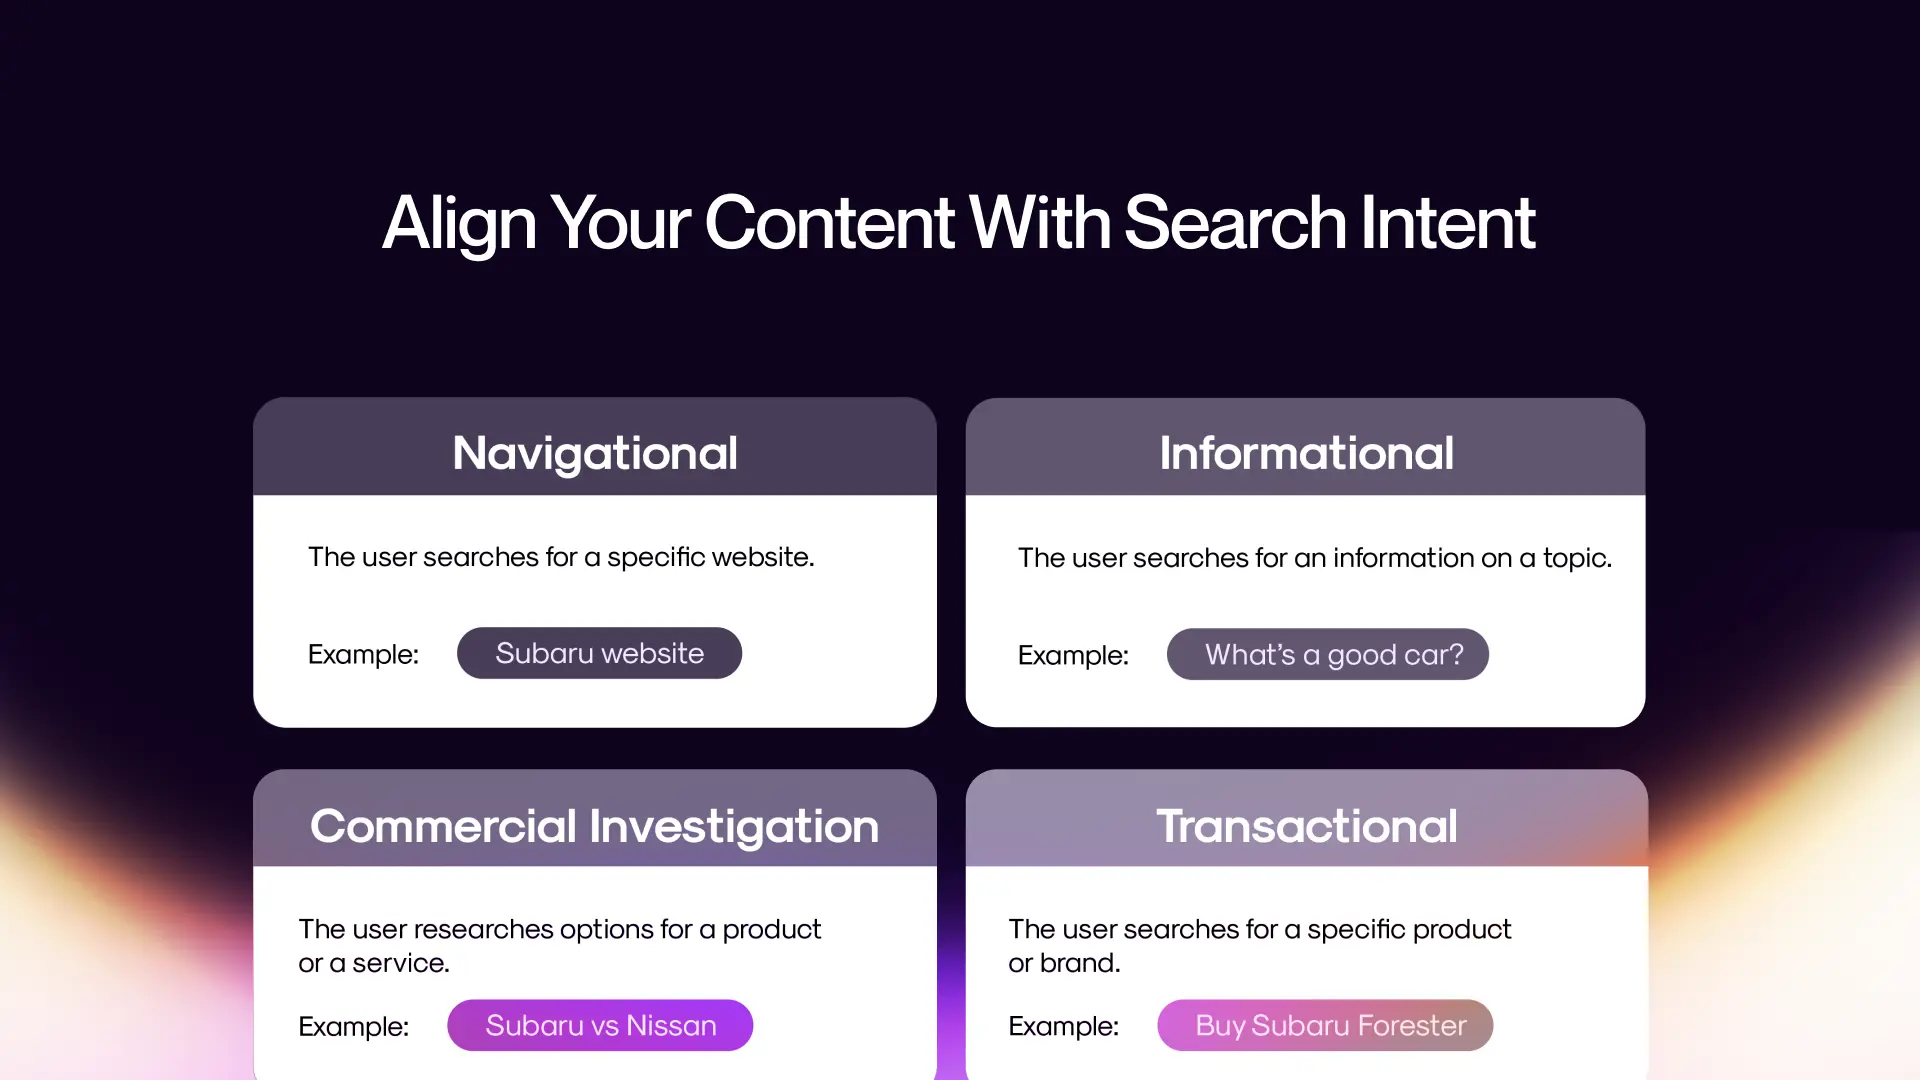 Align Your Content With Search Intent
Navigational
The user searches for a specific website.
Example: Subaru website
Informational
The user searches for an information on a topic.
Example: What’s a good car?
Commercial Investigation
The user researches options for a product
or a service.
Example: Subaru vs Nissan
Transactional
The user searches for a specific product
or brand.
Example: Buy Subaru Forester